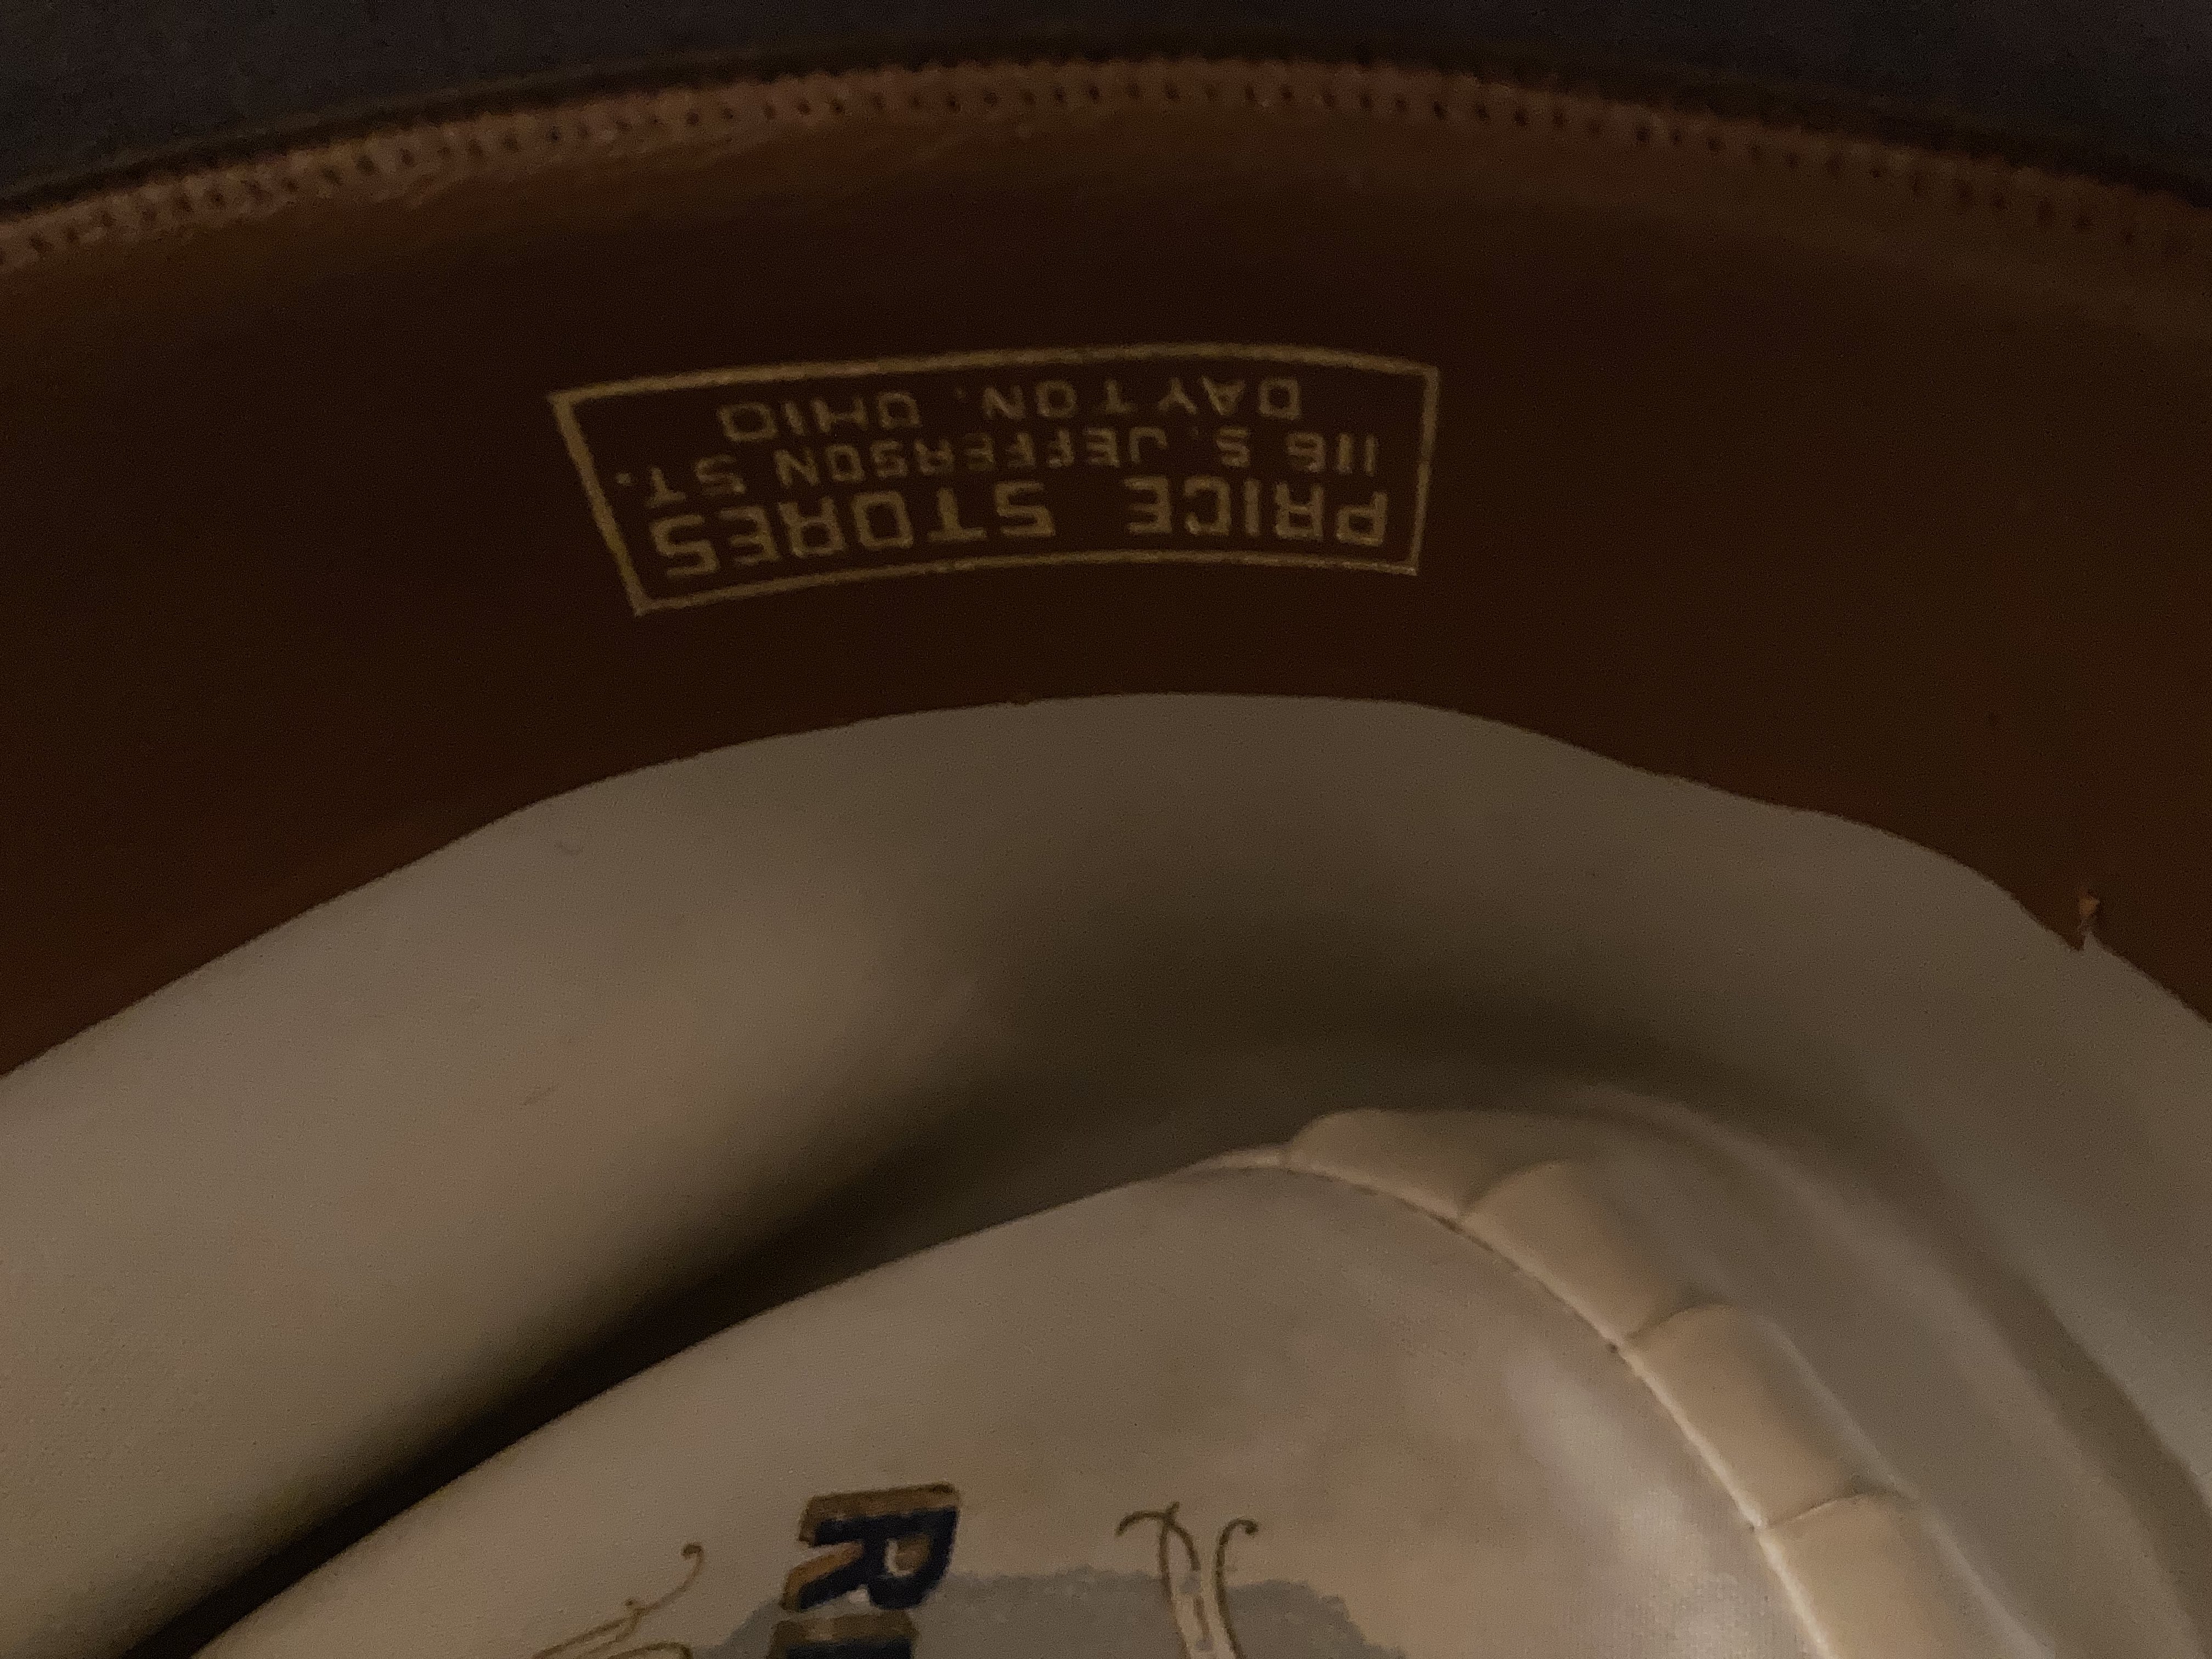 PRICE STORES
116 S. JEFFERSON ST.
DAYTON, OHIO
R